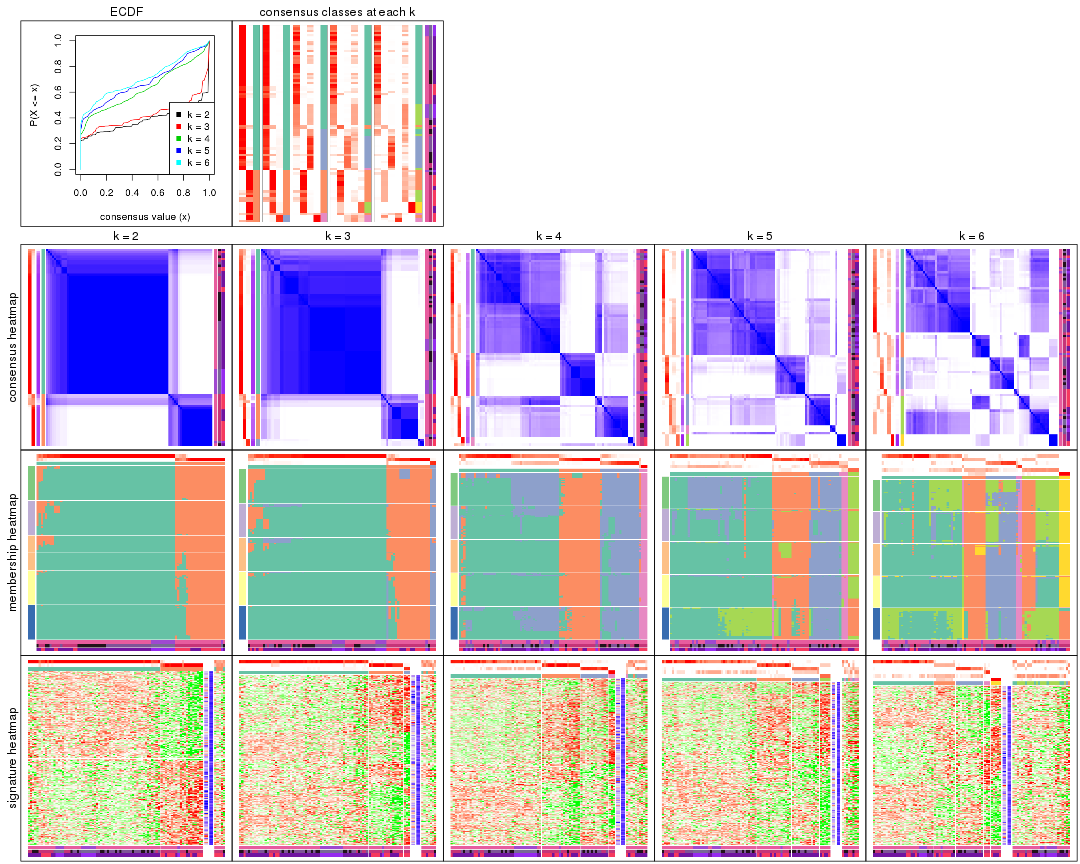 ECDF
consensus classes at each k
P(X <= x)
0.0 0.2 0.4 0.6 0.8 1.0
k = 2
k = 3
k = 4
k = 5
k = 6
0.0 0.2 0.4 0.6 0.8 1.0
consensus value (x)
k = 2 k = 3 k = 4 k = 5 k = 6
consensus heatmap
membership heatmap
signature heatmap